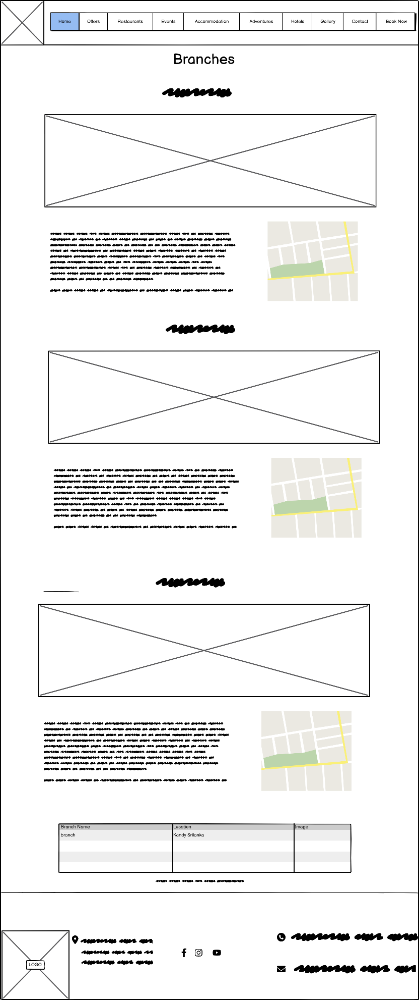 Home Offers Restaurants Events Accommodation Adventures Hotels Gallery Contact Book Now
Branches
Branch Name Location Image
branch Kandy Srilanka
LOGO